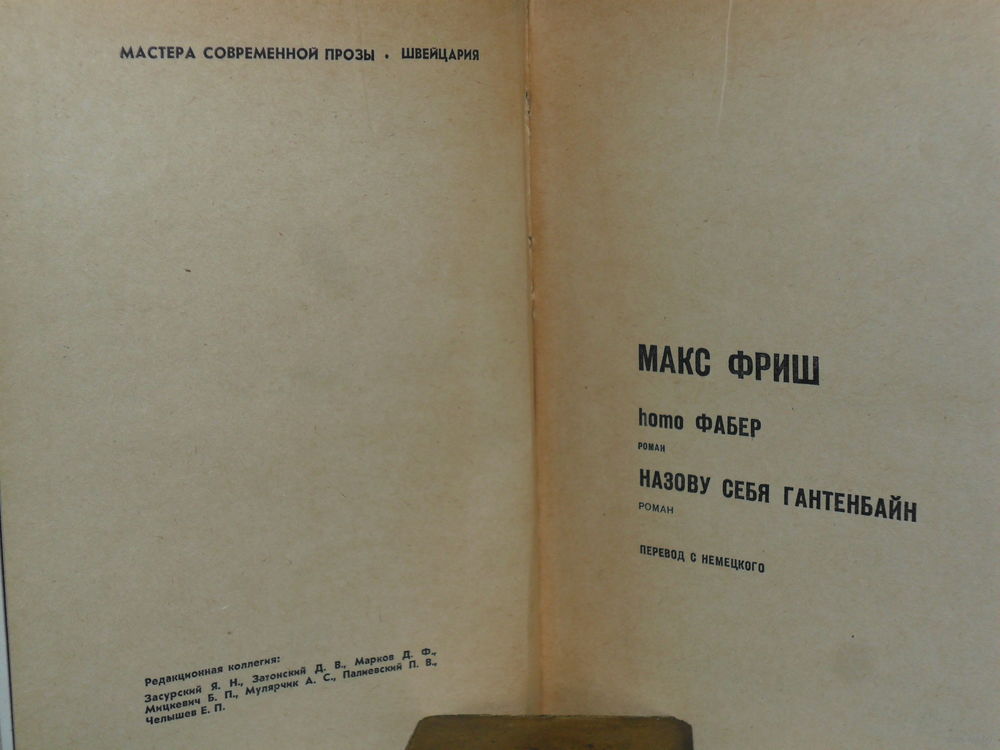 МАСТЕРА СОВРЕМЕННОЙ ПРОЗЫ • ШВЕЙЦАРИЯ
Редакционная коллегия:
Засурский Я. Н., Затонский Д. В., Марков Д. Ф.,
Мицкевич Б. П., Мулярчик А. С., Палиевский П. В.,
Челышев Е. П.
МАКС ФРИШ
homo ФАБЕР
РОМАН
НАЗОВУ СЕБЯ ГАНТЕНБАЙН
РОМАН
ПЕРЕВОД С НЕМЕЦКОГО